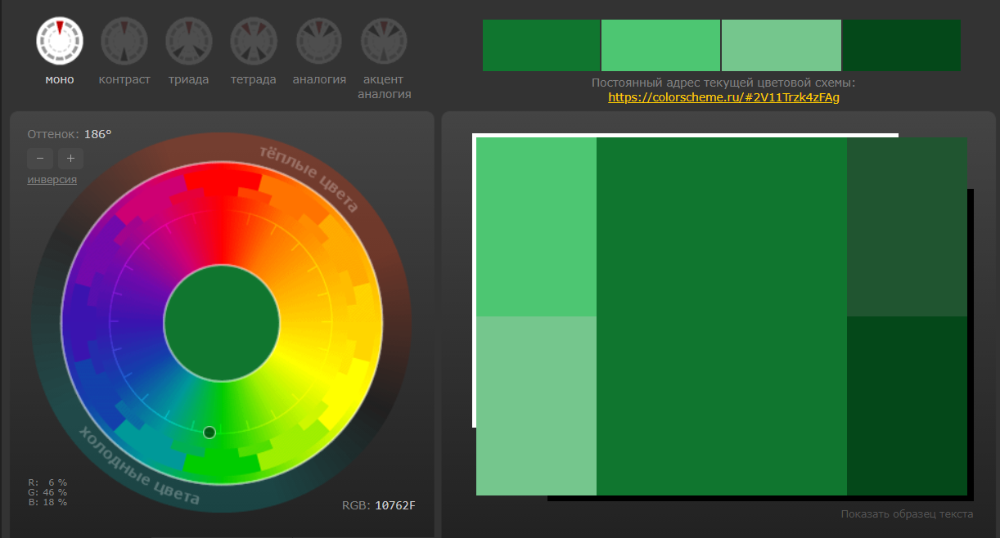 моно
контраст
триада
тетрада
аналогия
акцент
аналогия
Постоянный адрес текущей цветовой схемы:
https://colorscheme.ru/#2V11Trzk4zFAg
Оттенок: 186°
− +
инверсия
тёплые цвета
холодные цвета
R: 6 %
G: 46 %
B: 18 %
RGB: 10762F
Показать образец текста